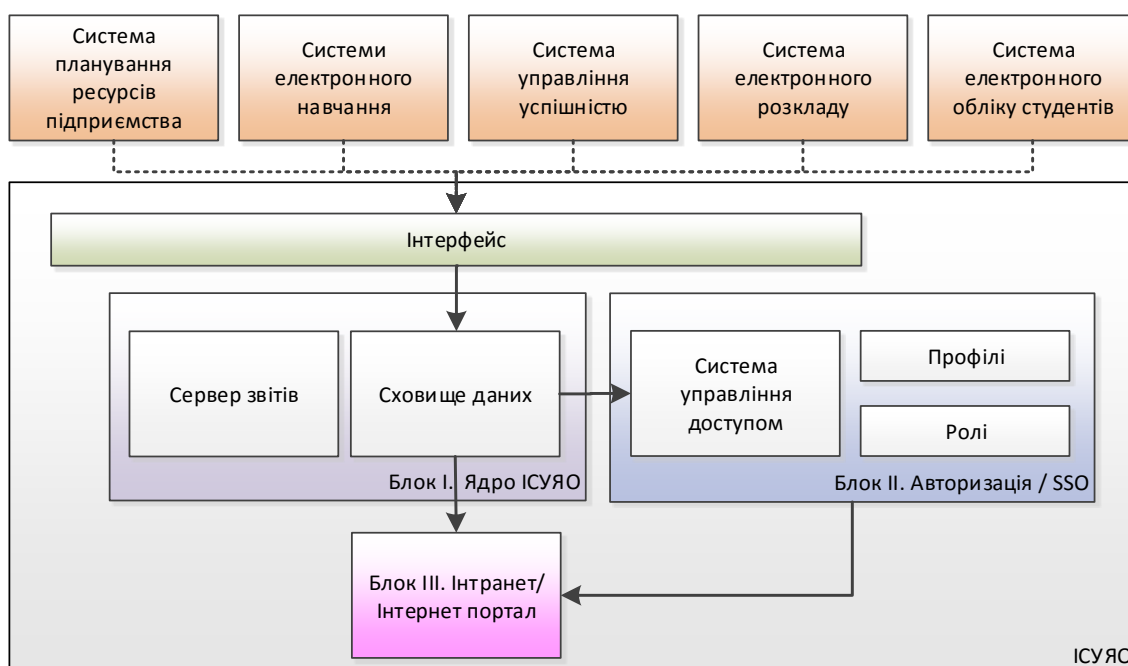 Система
планування
ресурсів
підприємства
Системи
електронного
навчання
Система
управління
успішністю
Система
електронного
розкладу
Система
електронного
обліку студентів
Інтерфейс
Сервер звітів
Сховище даних
Блок І. Ядро ІСУЯО
Система
управління
доступом
Профілі
Ролі
Блок ІІ. Авторизація / SSO
Блок ІІІ. Інтранет/
Інтернет портал
ІСУЯО